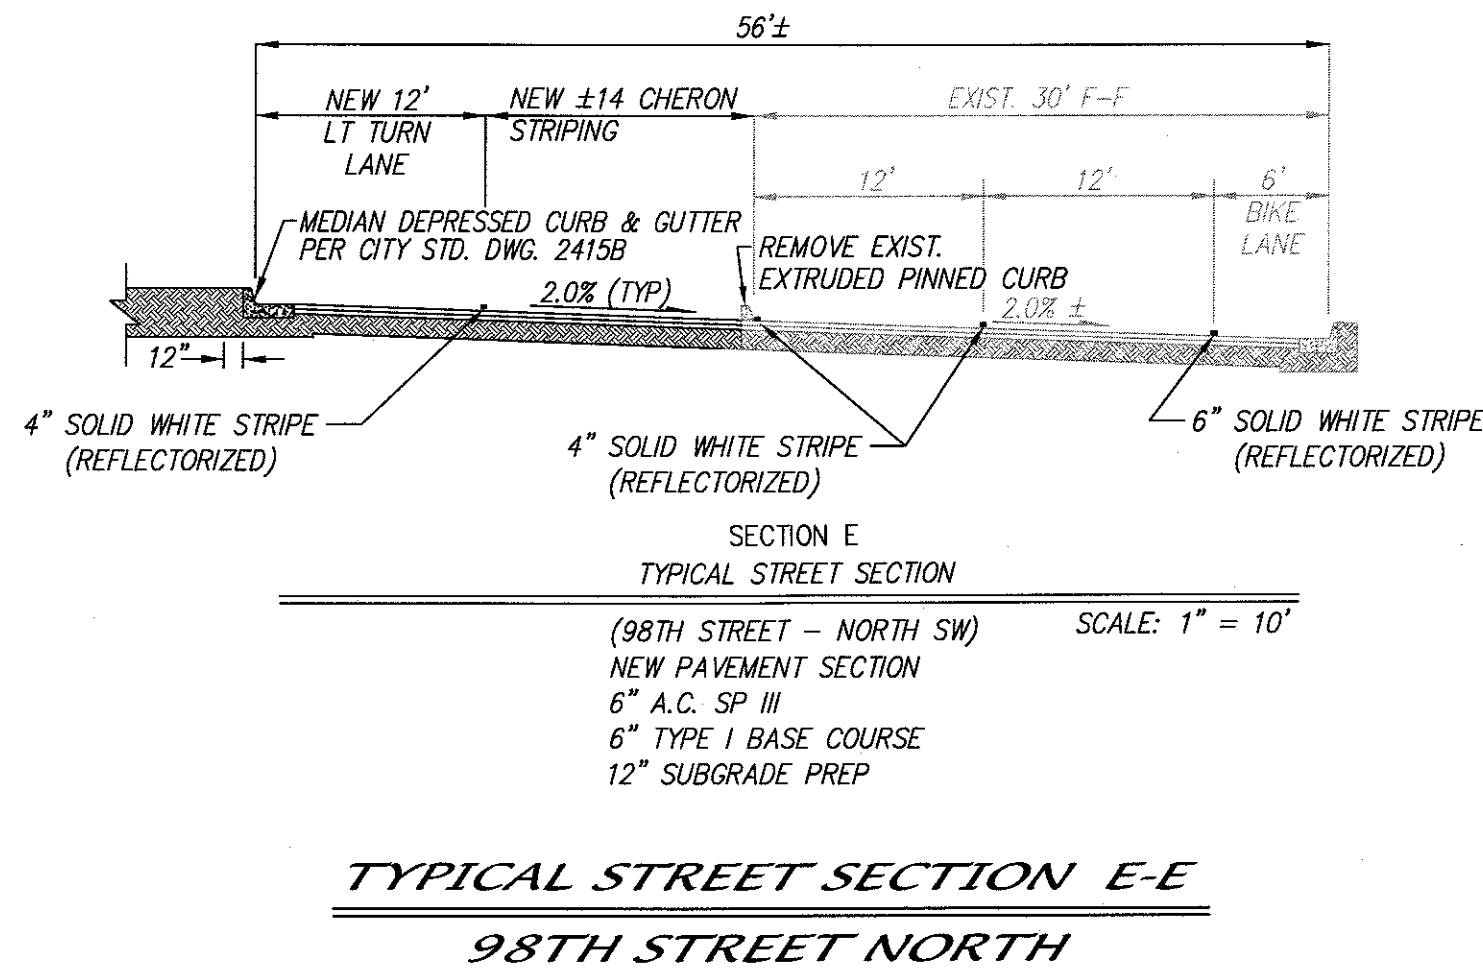 56'±
NEW 12'
LT TURN
LANE
NEW ±14 CHERON
STRIPING
EXIST. 30' F-F
12'
12'
6'
BIKE
LANE
MEDIAN DEPRESSED CURB & GUTTER
PER CITY STD. DWG. 2415B
REMOVE EXIST.
EXTRUDED PINNED CURB
2.0% (TYP)
2.0% ±
12"
4" SOLID WHITE STRIPE
(REFLECTORIZED)
4" SOLID WHITE STRIPE
(REFLECTORIZED)
6" SOLID WHITE STRIPE
(REFLECTORIZED)
SECTION E
TYPICAL STREET SECTION
(98TH STREET – NORTH SW)
SCALE: 1" = 10'
NEW PAVEMENT SECTION
6" A.C. SP III
6" TYPE I BASE COURSE
12" SUBGRADE PREP
TYPICAL STREET SECTION E-E
98TH STREET NORTH